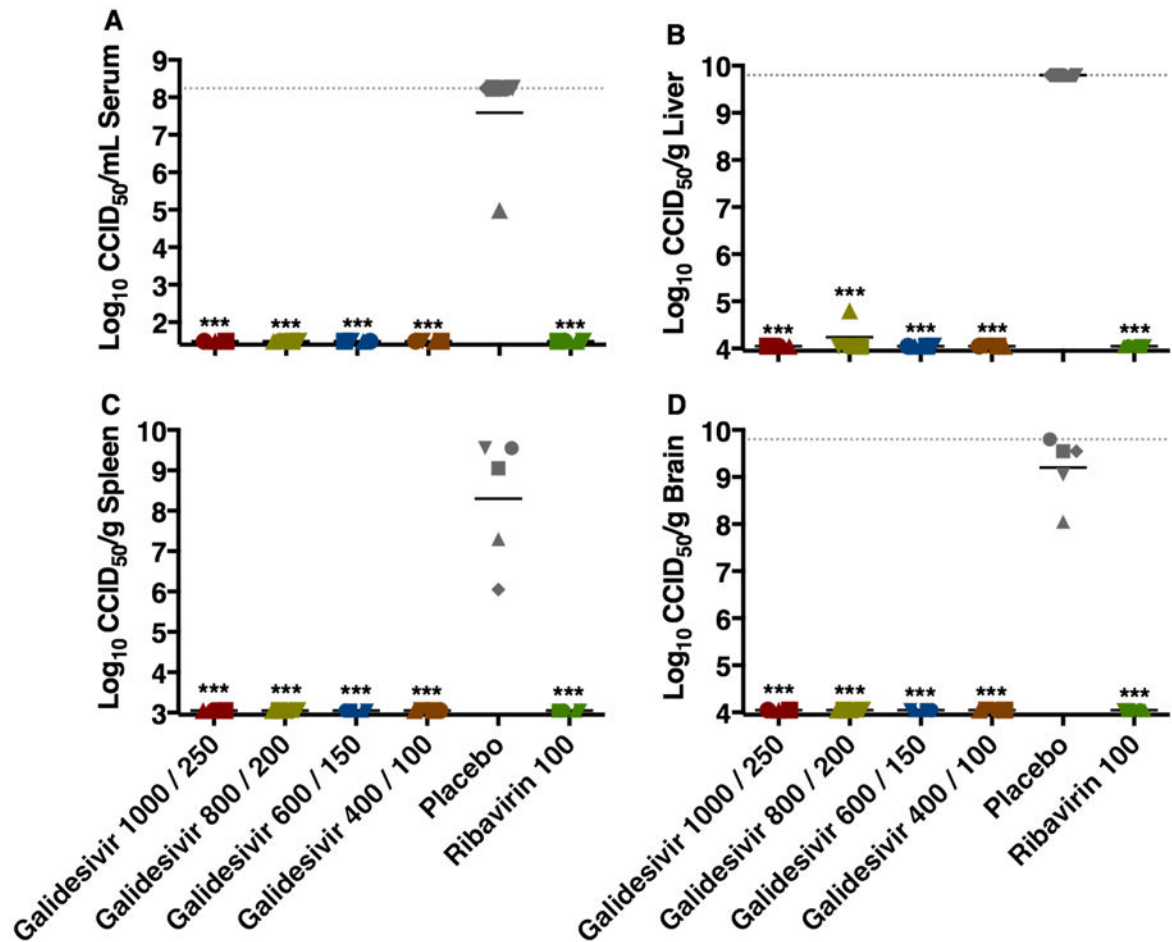 A
Log10 CCID50/mL Serum
9
8
7
6
5
4
3
2
*** *** *** *** ***
B
Log10 CCID50/g Liver
10
9
8
7
6
5
4
*** *** *** *** ***
C
Log10 CCID50/g Spleen
10
9
8
7
6
5
4
3
*** *** *** *** ***
Galidesivir 1000 / 250
Galidesivir 800 / 200
Galidesivir 600 / 150
Galidesivir 400 / 100
Placebo
Ribavirin 100
D
Log10 CCID50/g Brain
10
9
8
7
6
5
4
*** *** *** *** ***
Galidesivir 1000 / 250
Galidesivir 800 / 200
Galidesivir 600 / 150
Galidesivir 400 / 100
Placebo
Ribavirin 100